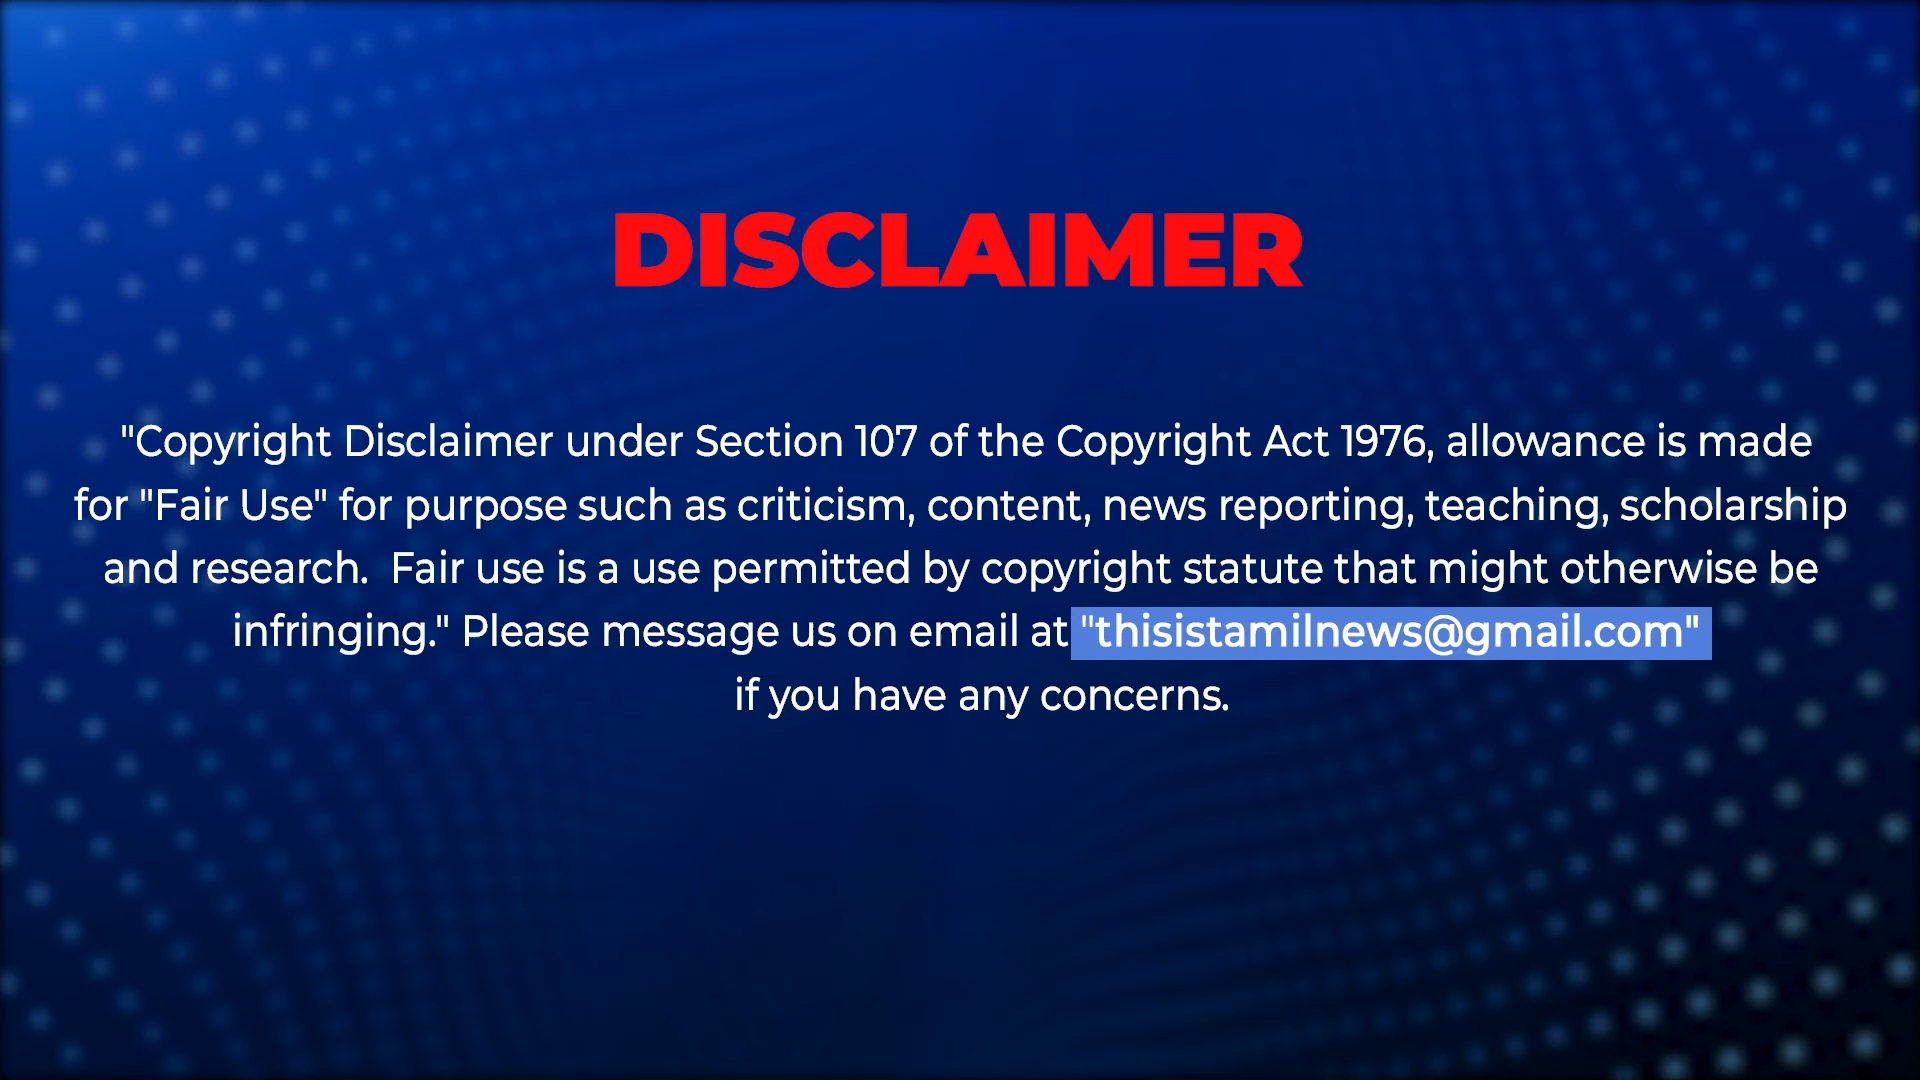 DISCLAIMER
"Copyright Disclaimer under Section 107 of the Copyright Act 1976, allowance is made
for "Fair Use" for purpose such as criticism, content, news reporting, teaching, scholarship
and research.  Fair use is a use permitted by copyright statute that might otherwise be
infringing." Please message us on email at "thisistamilnews@gmail.com"
if you have any concerns.